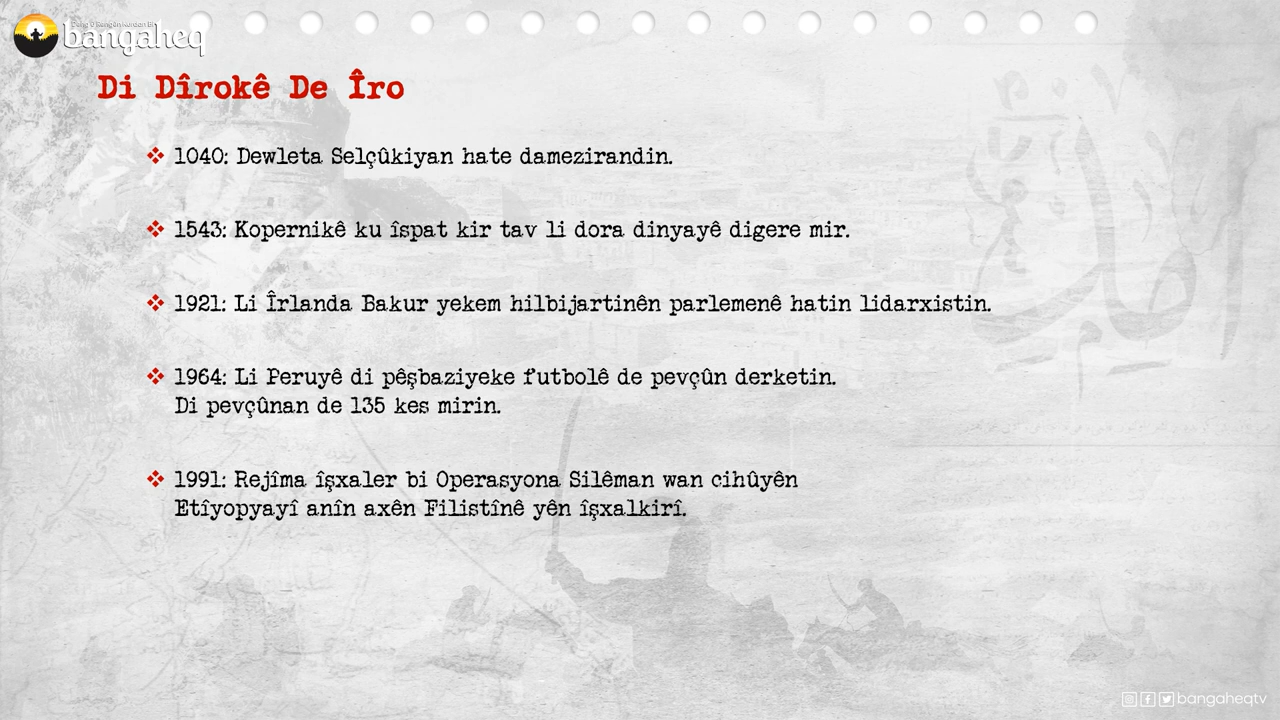 bangaheq
Di Dîrokê De Îro
❖ 1040: Dewleta Selçûkiyan hate damezirandin.
❖ 1543: Kopernikê ku îspat kir tav li dora dinyayê digere mir.
❖ 1921: Li Îrlanda Bakur yekem hilbijartinên parlemenê hatin lidarxistin.
❖ 1964: Li Peruyê di pêşbaziyeke futbolê de pevçûn derketin.
Di pevçûnan de 135 kes mirin.
❖ 1991: Rejîma îşxaler bi Operasyona Silêman wan cihûyên
Etîyopyayî anîn axên Filistînê yên îşxalkirî.
bangaheqtv